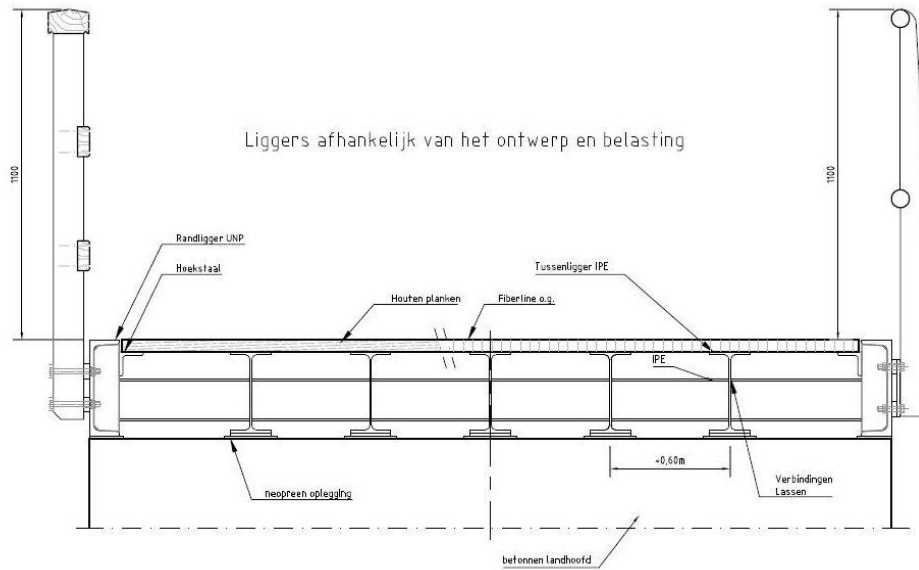 1100
1100
Liggers afhankelijk van het ontwerp en belasting
Randligger UNP
Hoekstaal
Tussenligger IPE
Houten planken
Fiberline o.g.
IPE
~0,60m
neopreen oplegging
Verbindingen
Lassen
betonnen landhoofd